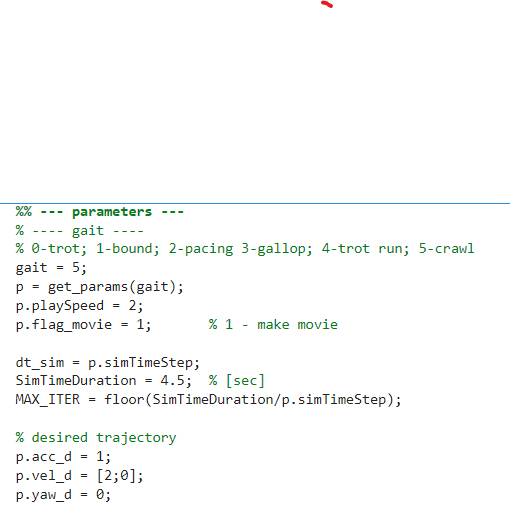 %% --- parameters ---
% ---- gait ----
% 0-trot; 1-bound; 2-pacing 3-gallop; 4-trot run; 5-crawl
gait = 5;
p = get_params(gait);
p.playSpeed = 2;
p.flag_movie = 1;       % 1 - make movie
dt_sim = p.simTimeStep;
SimTimeDuration = 4.5;  % [sec]
MAX_ITER = floor(SimTimeDuration/p.simTimeStep);
% desired trajectory
p.acc_d = 1;
p.vel_d = [2;0];
p.yaw_d = 0;